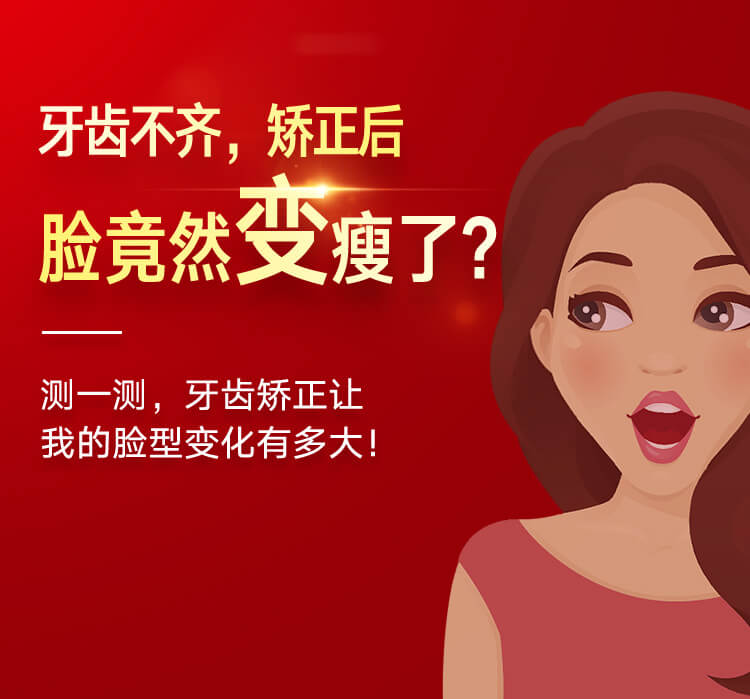 牙齿不齐，矫正后
脸竟然变瘦了？
测一测，牙齿矫正让
我的脸型变化有多大！